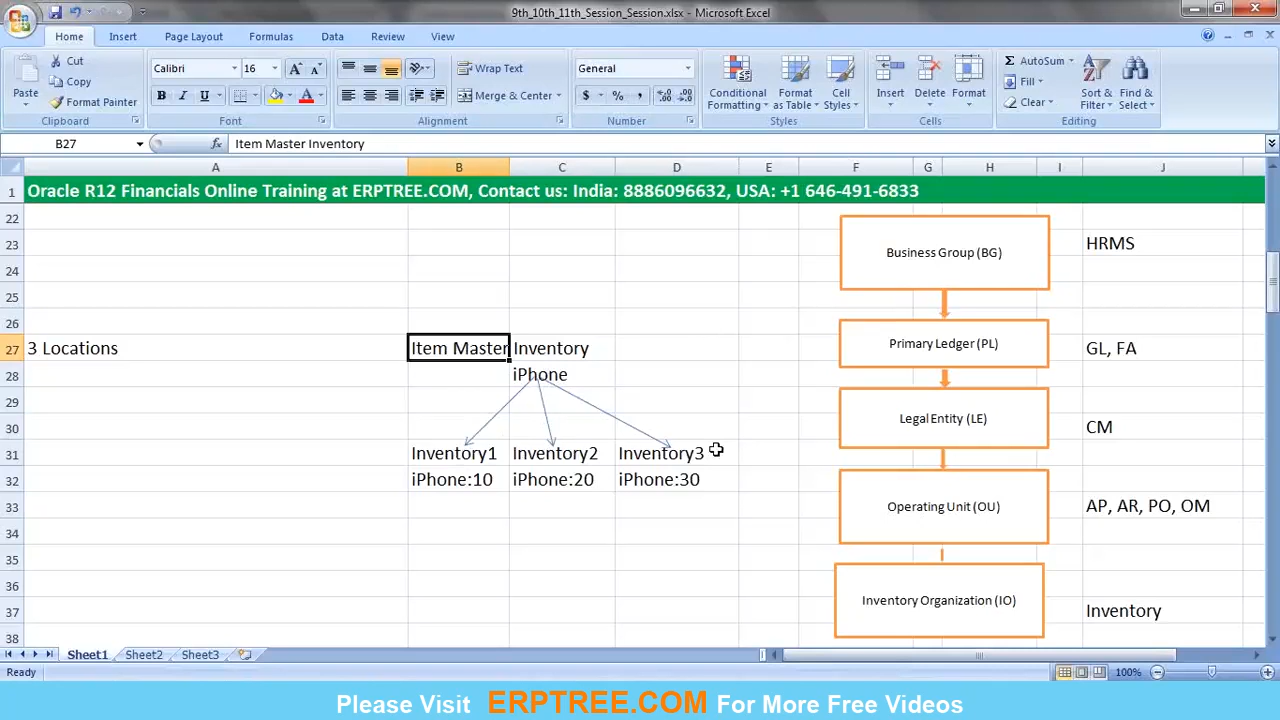 9th_10th_11th_Session_Session.xlsx - Microsoft Excel
Home Insert Page Layout Formulas Data Review View
Paste
Cut
Copy
Format Painter
Clipboard
Calibri 16
B I U
Font
Wrap Text
Merge & Center
Alignment
General
$ % ,
Number
Conditional Formatting
Format as Table
Cell Styles
Styles
Insert Delete Format
Cells
AutoSum
Fill
Clear
Sort & Filter
Find & Select
Editing
B27 fx Item Master Inventory
A B C D E F G H I J
1 Oracle R12 Financials Online Training at ERPTREE.COM, Contact us: India: 8886096632, USA: +1 646-491-6833
22
23 Business Group (BG) HRMS
24
25
26
27 3 Locations Item Master Inventory Primary Ledger (PL) GL, FA
28 iPhone
29
30 Legal Entity (LE) CM
31 Inventory1 Inventory2 Inventory3
32 iPhone:10 iPhone:20 iPhone:30
33 Operating Unit (OU) AP, AR, PO, OM
34
35
36
37 Inventory Organization (IO) Inventory
38
Sheet1 Sheet2 Sheet3
Ready 100%
Please Visit ERPTREE.COM For More Free Videos